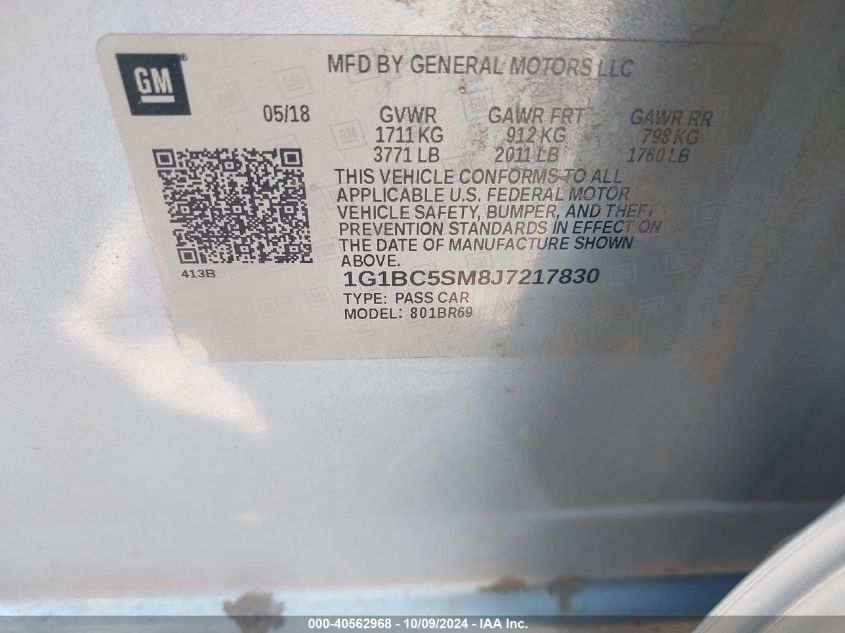 GM
MFD BY GENERAL MOTORS LLC
05/18 GVWR GAWR FRT GAWR RR
1711 KG 912 KG 798 KG
3771 LB 2011 LB 1760 LB
THIS VEHICLE CONFORMS TO ALL
APPLICABLE U.S. FEDERAL MOTOR
VEHICLE SAFETY, BUMPER, AND THEFT
PREVENTION STANDARDS IN EFFECT ON
THE DATE OF MANUFACTURE SHOWN
ABOVE.
413B
1G1BC5SM8J7217830
TYPE: PASS CAR
MODEL: 801BR69
000-40562968 - 10/09/2024 - IAA Inc.